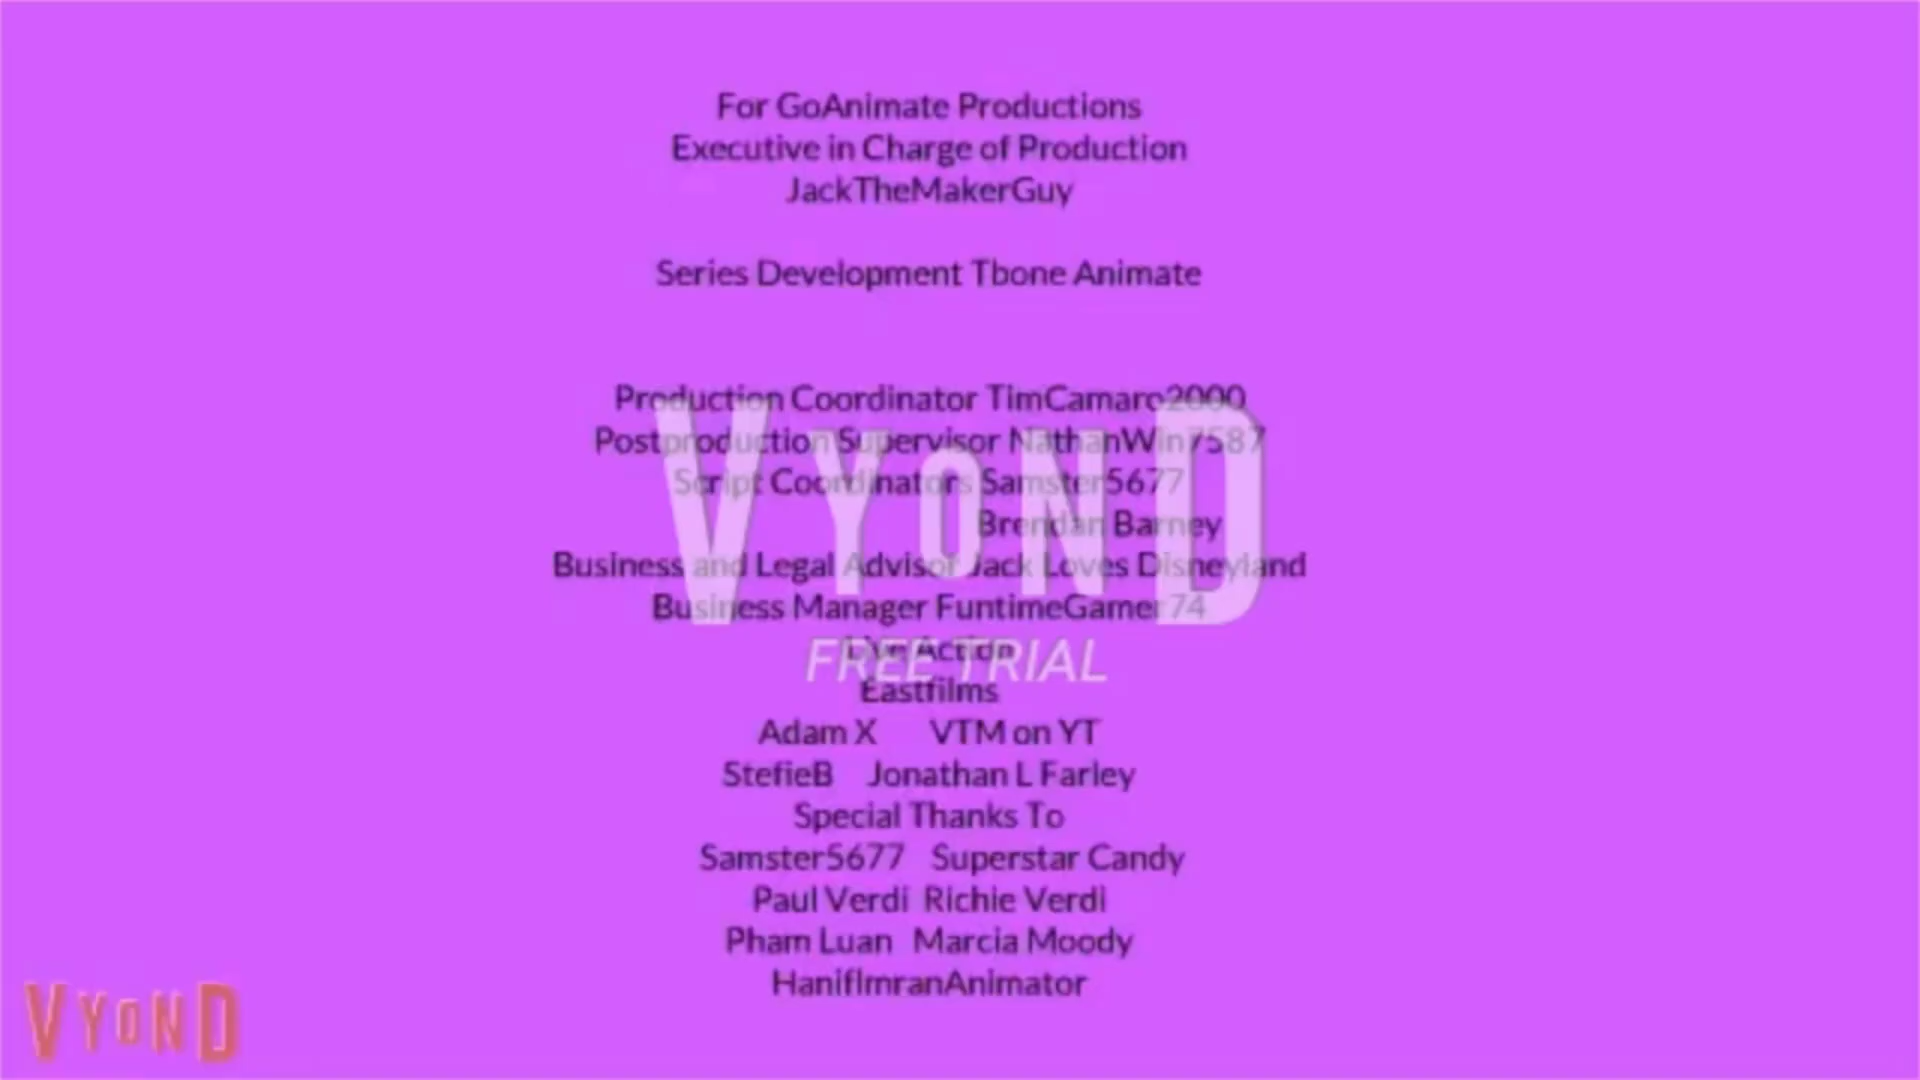 For GoAnimate Productions
Executive in Charge of Production
JackTheMakerGuy
Series Development Tbone Animate
Production Coordinator TimCamaro2000
Postproduction Supervisor NathanWin7587
Script Coordinators Samster5677
Brendan Barney
Business and Legal Advisor Jack Loves Disneyland
Business Manager FuntimeGamer74
Live Action
Eastfilms
Adam X VTM on YT
StefieB Jonathan L Farley
Special Thanks To
Samster5677 Superstar Candy
Paul Verdi Richie Verdi
Pham Luan Marcia Moody
HanifImranAnimator
VYOND
FREE TRIAL
VYOND